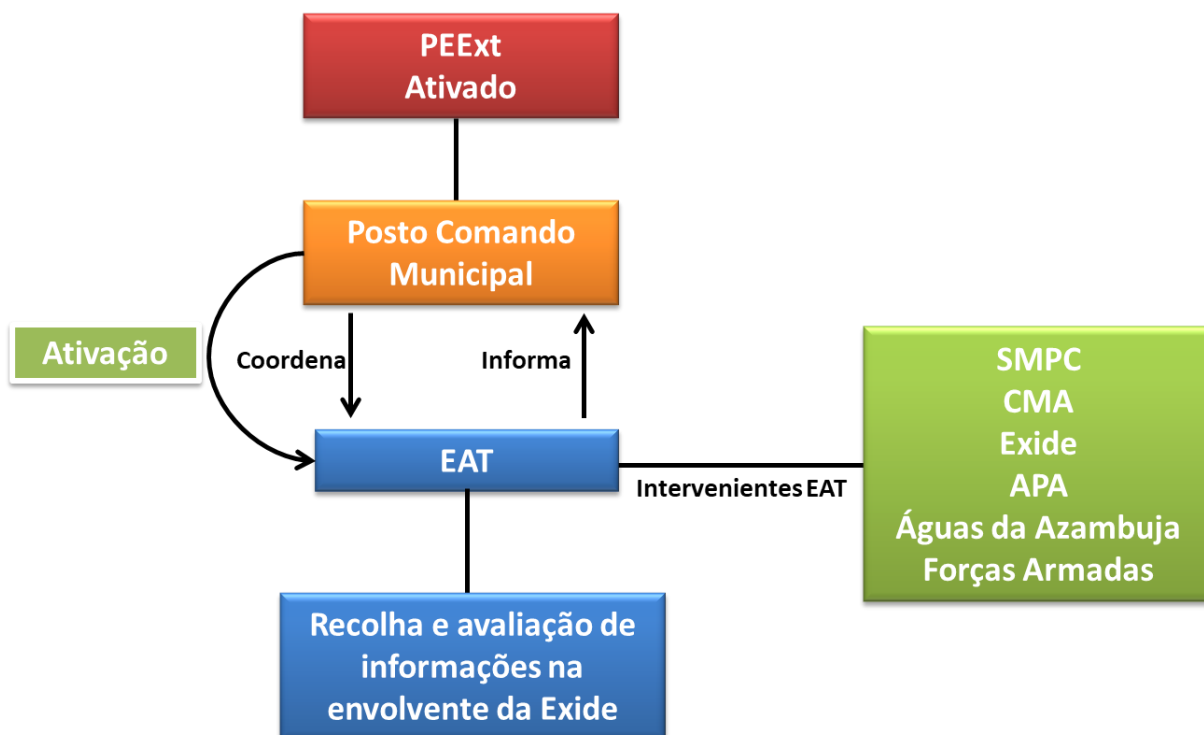 PEExt
Ativado
Posto Comando
Municipal
Ativação
Coordena
Informa
EAT
Intervenientes EAT
SMPC
CMA
Exide
APA
Águas da Azambuja
Forças Armadas
Recolha e avaliação de
informações na
envolvente da Exide